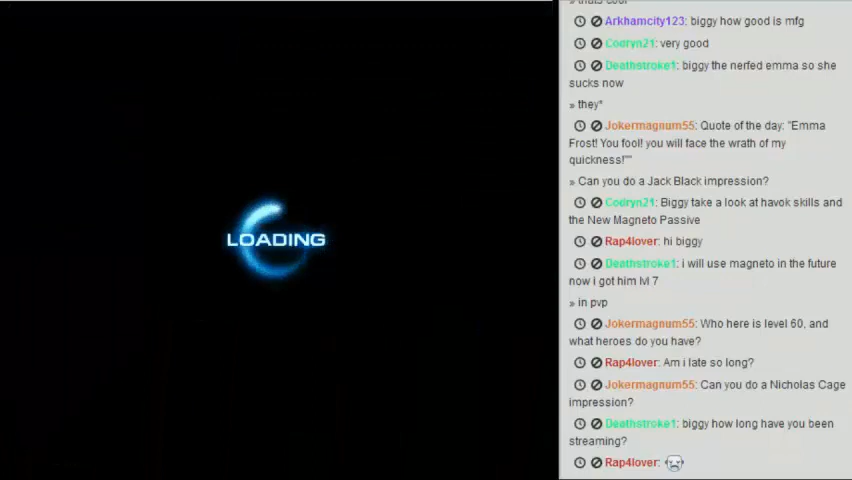 LOADING
» thats cool
Arkhamcity123: biggy how good is mfg
Codryn21: very good
Deathstroke1: biggy the nerfed emma so she
sucks now
» they*
Jokermagnum55: Quote of the day: "Emma
Frost! You fool! you will face the wrath of my
quickness!""
» Can you do a Jack Black impression?
Codryn21: Biggy take a look at havok skills and
the New Magneto Passive
Rap4lover: hi biggy
Deathstroke1: i will use magneto in the future
now i got him lvl 7
» in pvp
Jokermagnum55: Who here is level 60, and
what heroes do you have?
Rap4lover: Am i late so long?
Jokermagnum55: Can you do a Nicholas Cage
impression?
Deathstroke1: biggy how long have you been
streaming?
Rap4lover: